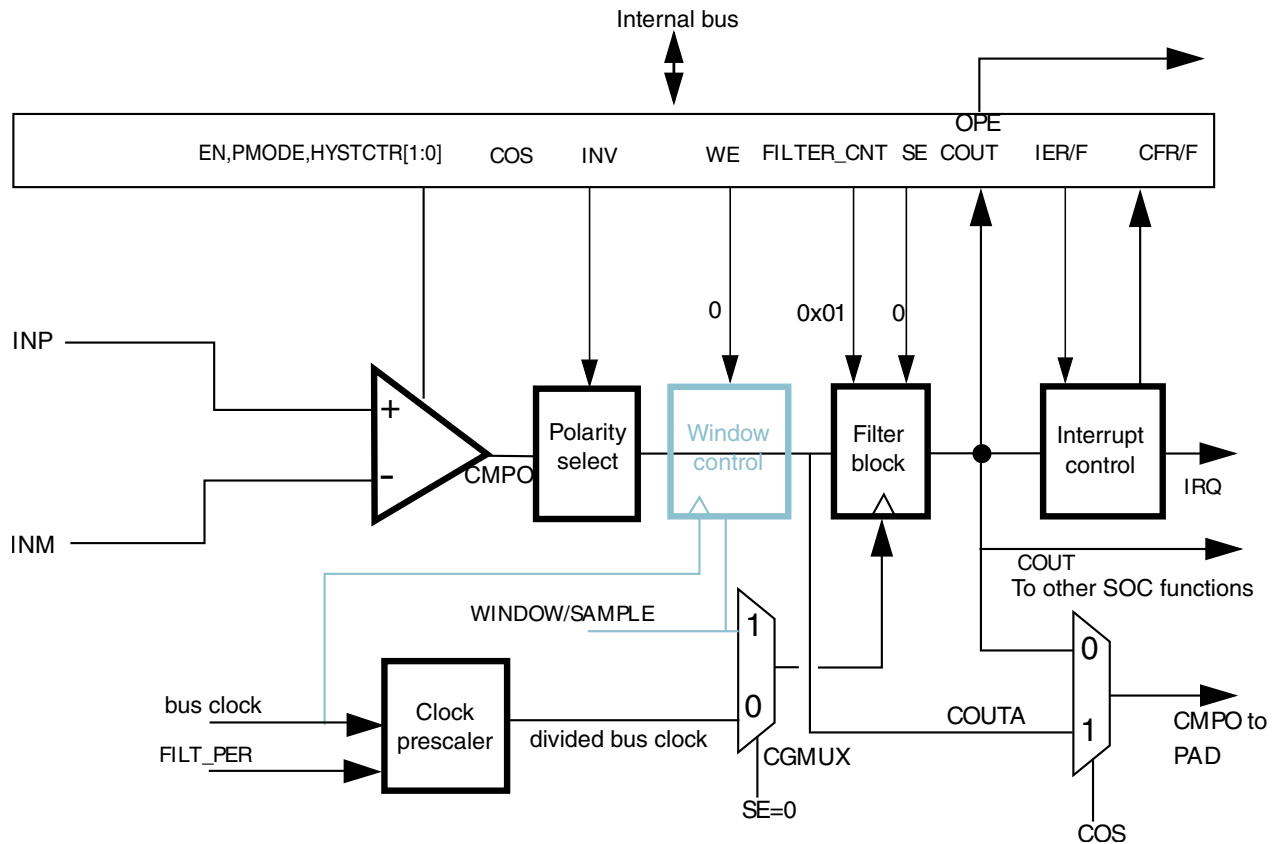 Internal bus
OPE
EN,PMODE,HYSTCTR[1:0] COS INV WE FILTER_CNT SE COUT IER/F CFR/F
0 0x01 0
INP
+
-
CMPO
INM
Polarity
select
Window
control
Filter
block
Interrupt
control
IRQ
COUT
To other SOC functions
WINDOW/SAMPLE
1
0
bus clock
FILT_PER
Clock
prescaler
divided bus clock
CGMUX
SE=0
COUTA
0
1
CMPO to
PAD
COS